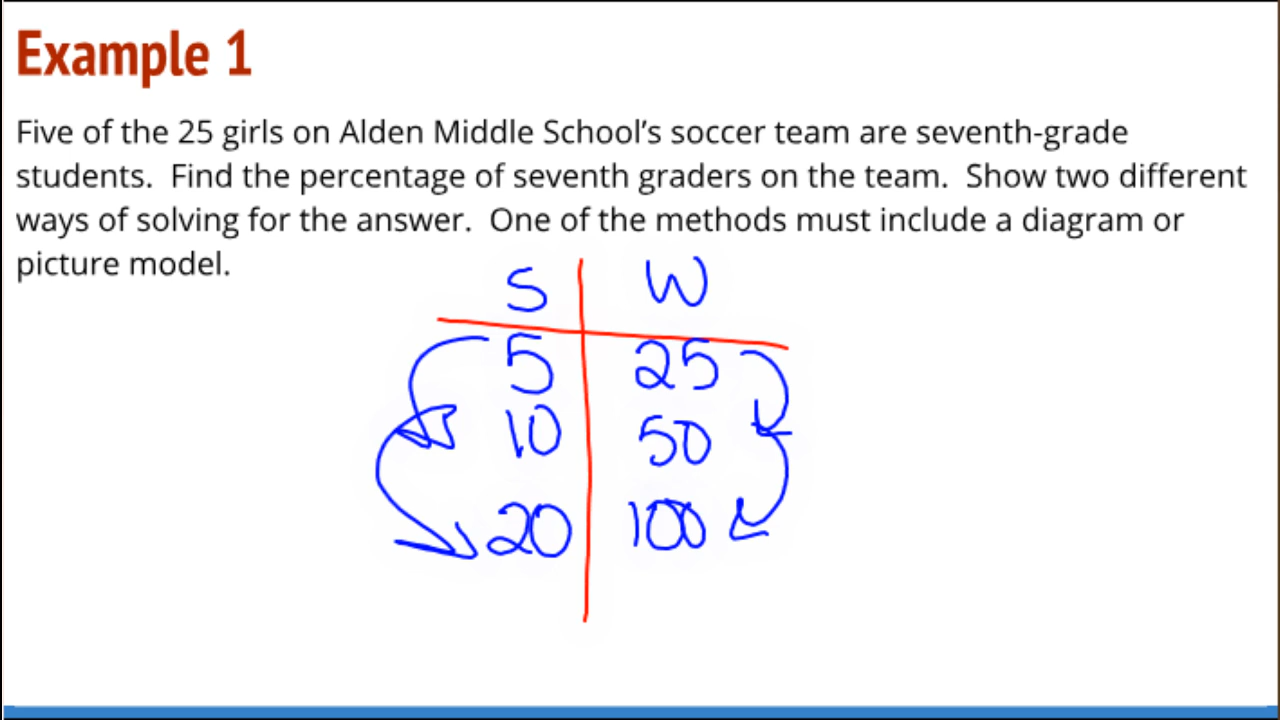 Example 1
Five of the 25 girls on Alden Middle School's soccer team are seventh-grade
students.  Find the percentage of seventh graders on the team.  Show two different
ways of solving for the answer.  One of the methods must include a diagram or
picture model.
S W
5 25
10 50
20 100